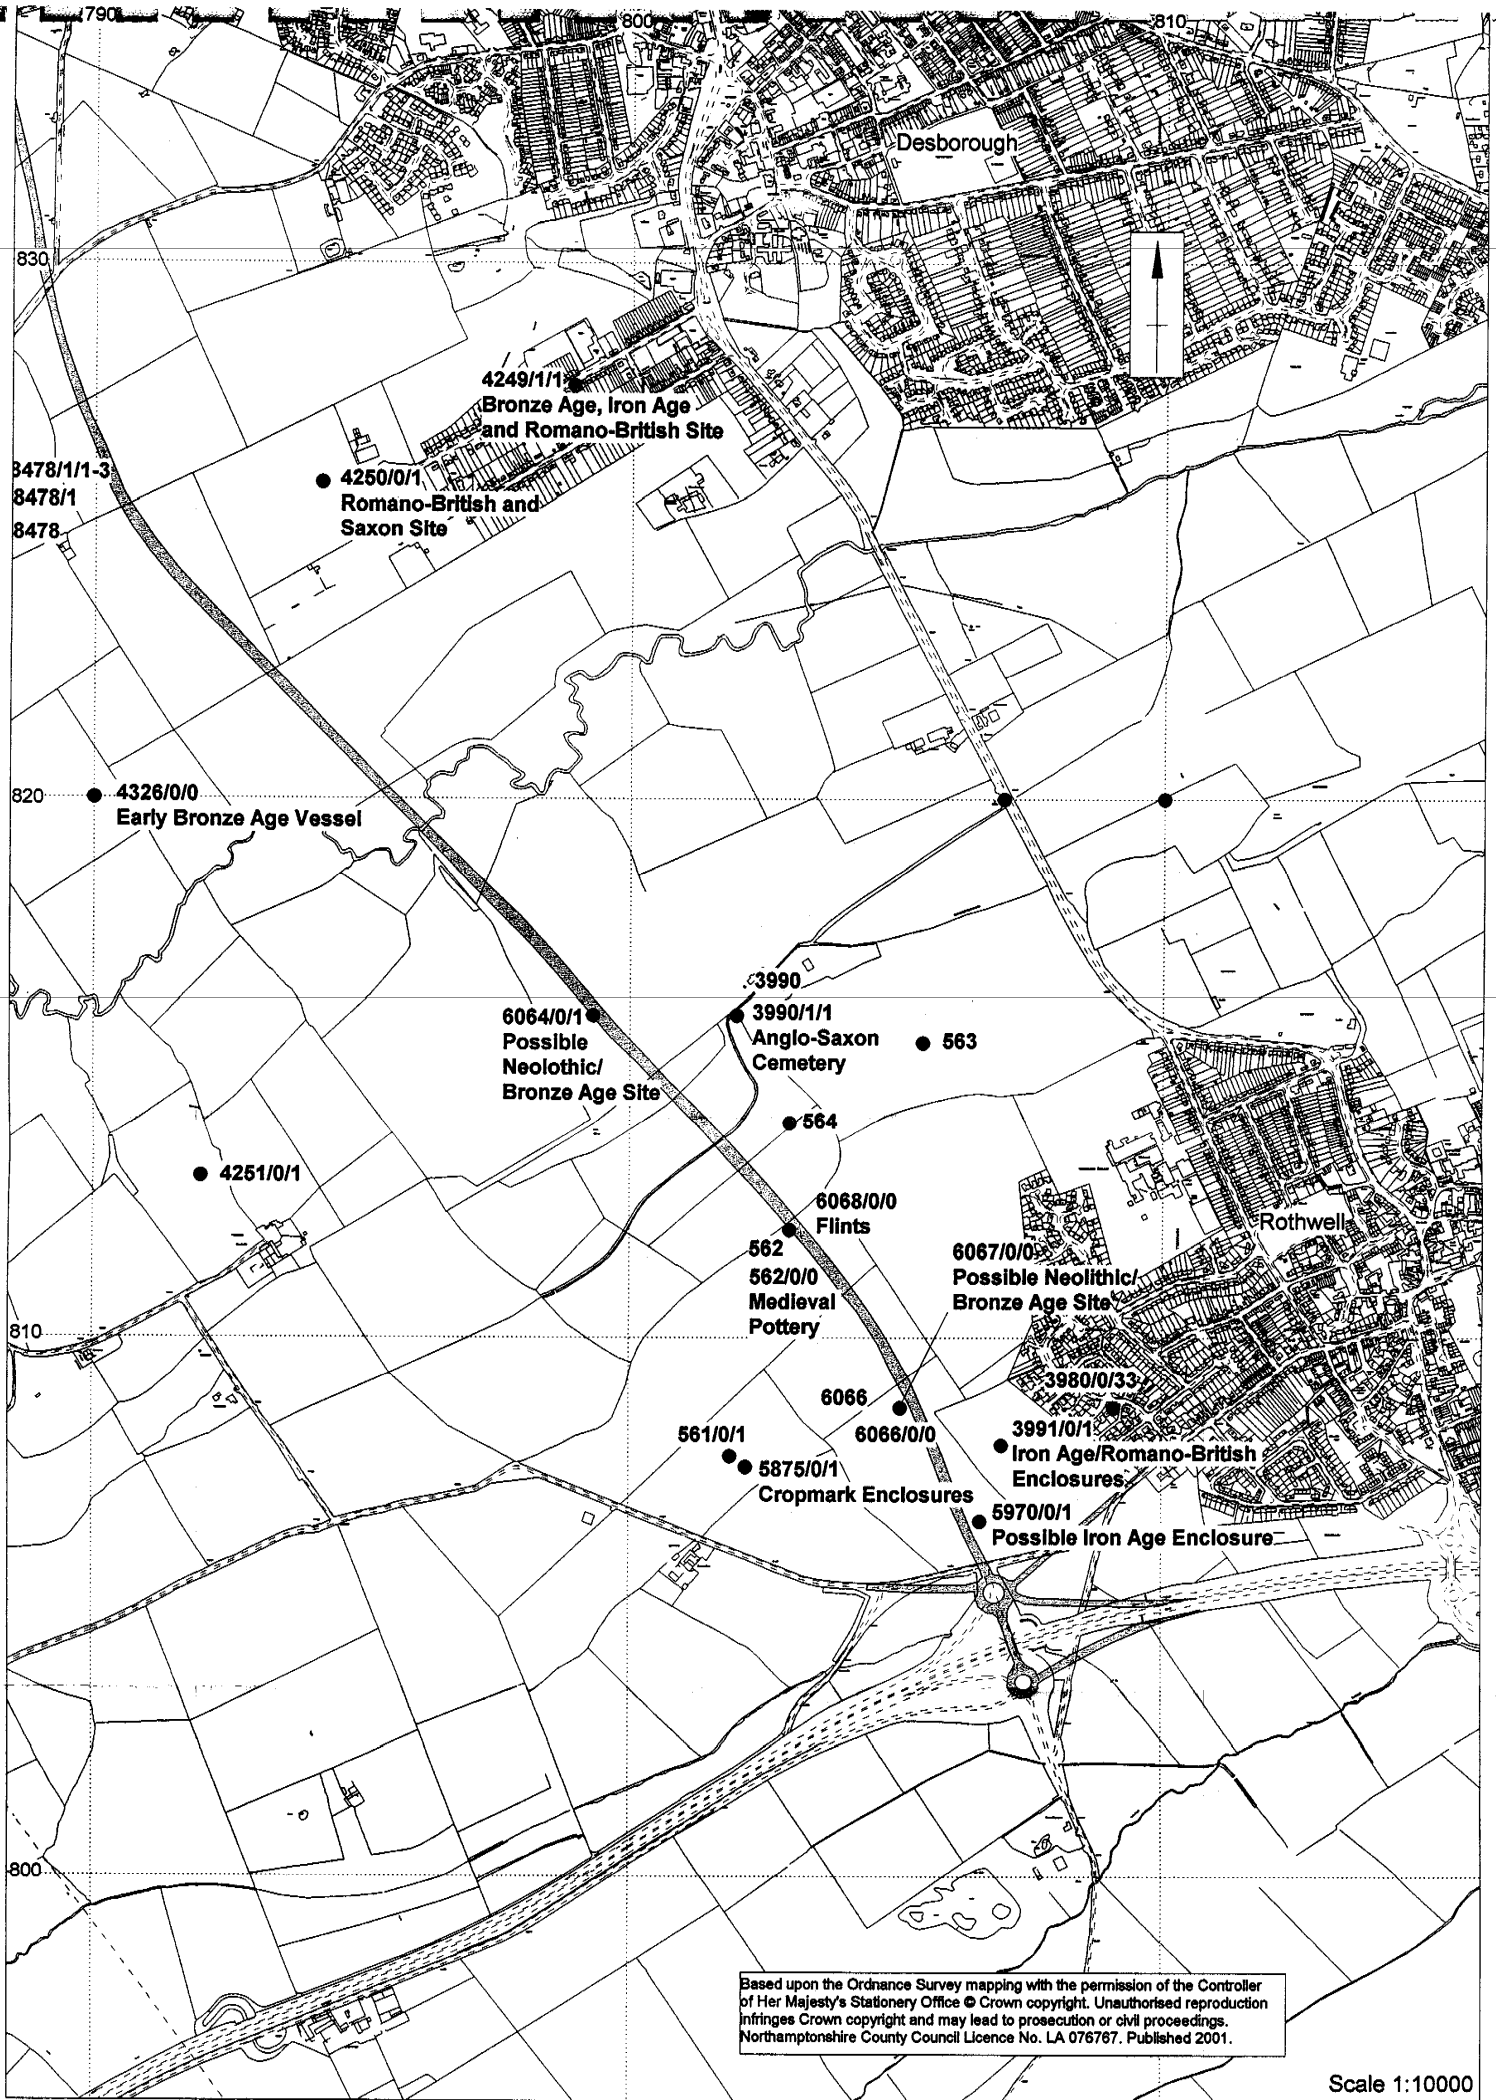 790
800
810
Desborough
830
4249/1/1
Bronze Age, Iron Age
and Romano-British Site
8478/1/1-3
8478/1
8478
4250/0/1
Romano-British and
Saxon Site
820
4326/0/0
Early Bronze Age Vessel
3990
6064/0/1
Possible
Neolothic/
Bronze Age Site
3990/1/1
Anglo-Saxon
Cemetery
563
564
4251/0/1
6068/0/0
Flints
Rothwell
562
562/0/0
Medieval
Pottery
6067/0/0
Possible Neolithic/
Bronze Age Site
810
3980/0/33
6066
6066/0/0
561/0/1
5875/0/1
Cropmark Enclosures
3991/0/1
Iron Age/Romano-British
Enclosures
5970/0/1
Possible Iron Age Enclosure
800
Based upon the Ordnance Survey mapping with the permission of the Controller
of Her Majesty's Stationery Office © Crown copyright. Unauthorised reproduction
infringes Crown copyright and may lead to prosecution or civil proceedings.
Northamptonshire County Council Licence No. LA 076767. Published 2001.
Scale 1:10000